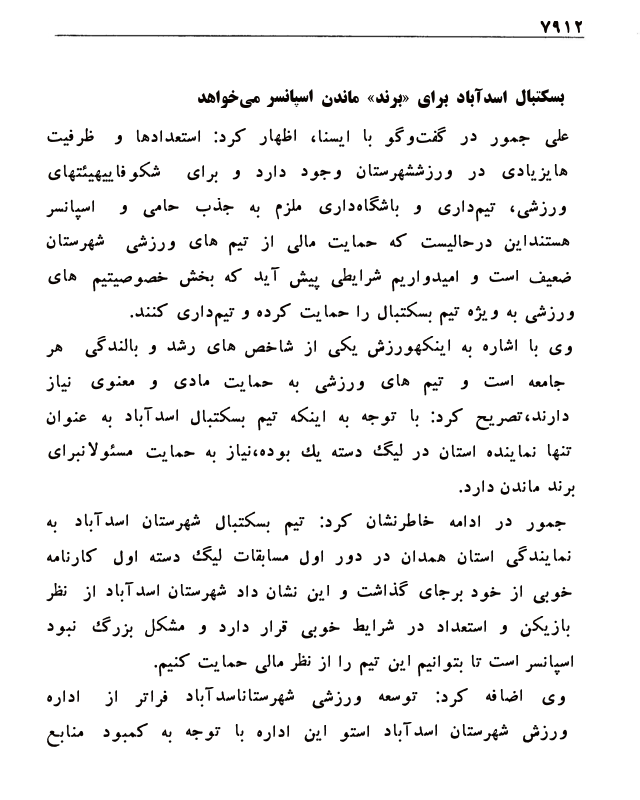 ۷۹۱۲
بسکتبال اسدآباد برای «برند» ماندن اسپانسر می‌خواهد
علی جمور در گفت‌وگو با ایسنا، اظهار کرد: استعدادها و ظرفیت
هایزیادی در ورزششهرستان وجود دارد و برای شکوفاییهیئتهای
ورزشی، تیم‌داری و باشگاه‌داری ملزم به جذب حامی و اسپانسر
هستنداین درحالیست که حمایت مالی از تیم های ورزشی شهرستان
ضعیف است و امیدواریم شرایطی پیش آید که بخش خصوصیتیم های
ورزشی به ویژه تیم بسکتبال را حمایت کرده و تیم‌داری کنند.
وی با اشاره به اینکهورزش یکی از شاخص های رشد و بالندگی هر
جامعه است و تیم های ورزشی به حمایت مادی و معنوی نیاز
دارند،تصریح کرد: با توجه به اینکه تیم بسکتبال اسدآباد به عنوان
تنها نماینده استان در لیگ دسته یك بوده،نیاز به حمایت مسئولانبرای
برند ماندن دارد.
جمور در ادامه خاطرنشان کرد: تیم بسکتبال شهرستان اسدآباد به
نمایندگی استان همدان در دور اول مسابقات لیگ دسته اول کارنامه
خوبی از خود برجای گذاشت و این نشان داد شهرستان اسدآباد از نظر
بازیکن و استعداد در شرایط خوبی قرار دارد و مشکل بزرگ نبود
اسپانسر است تا بتوانیم این تیم را از نظر مالی حمایت کنیم.
وی اضافه کرد: توسعه ورزشی شهرستاناسدآباد فراتر از اداره
ورزش شهرستان اسدآباد استو این اداره با توجه به کمبود منابع